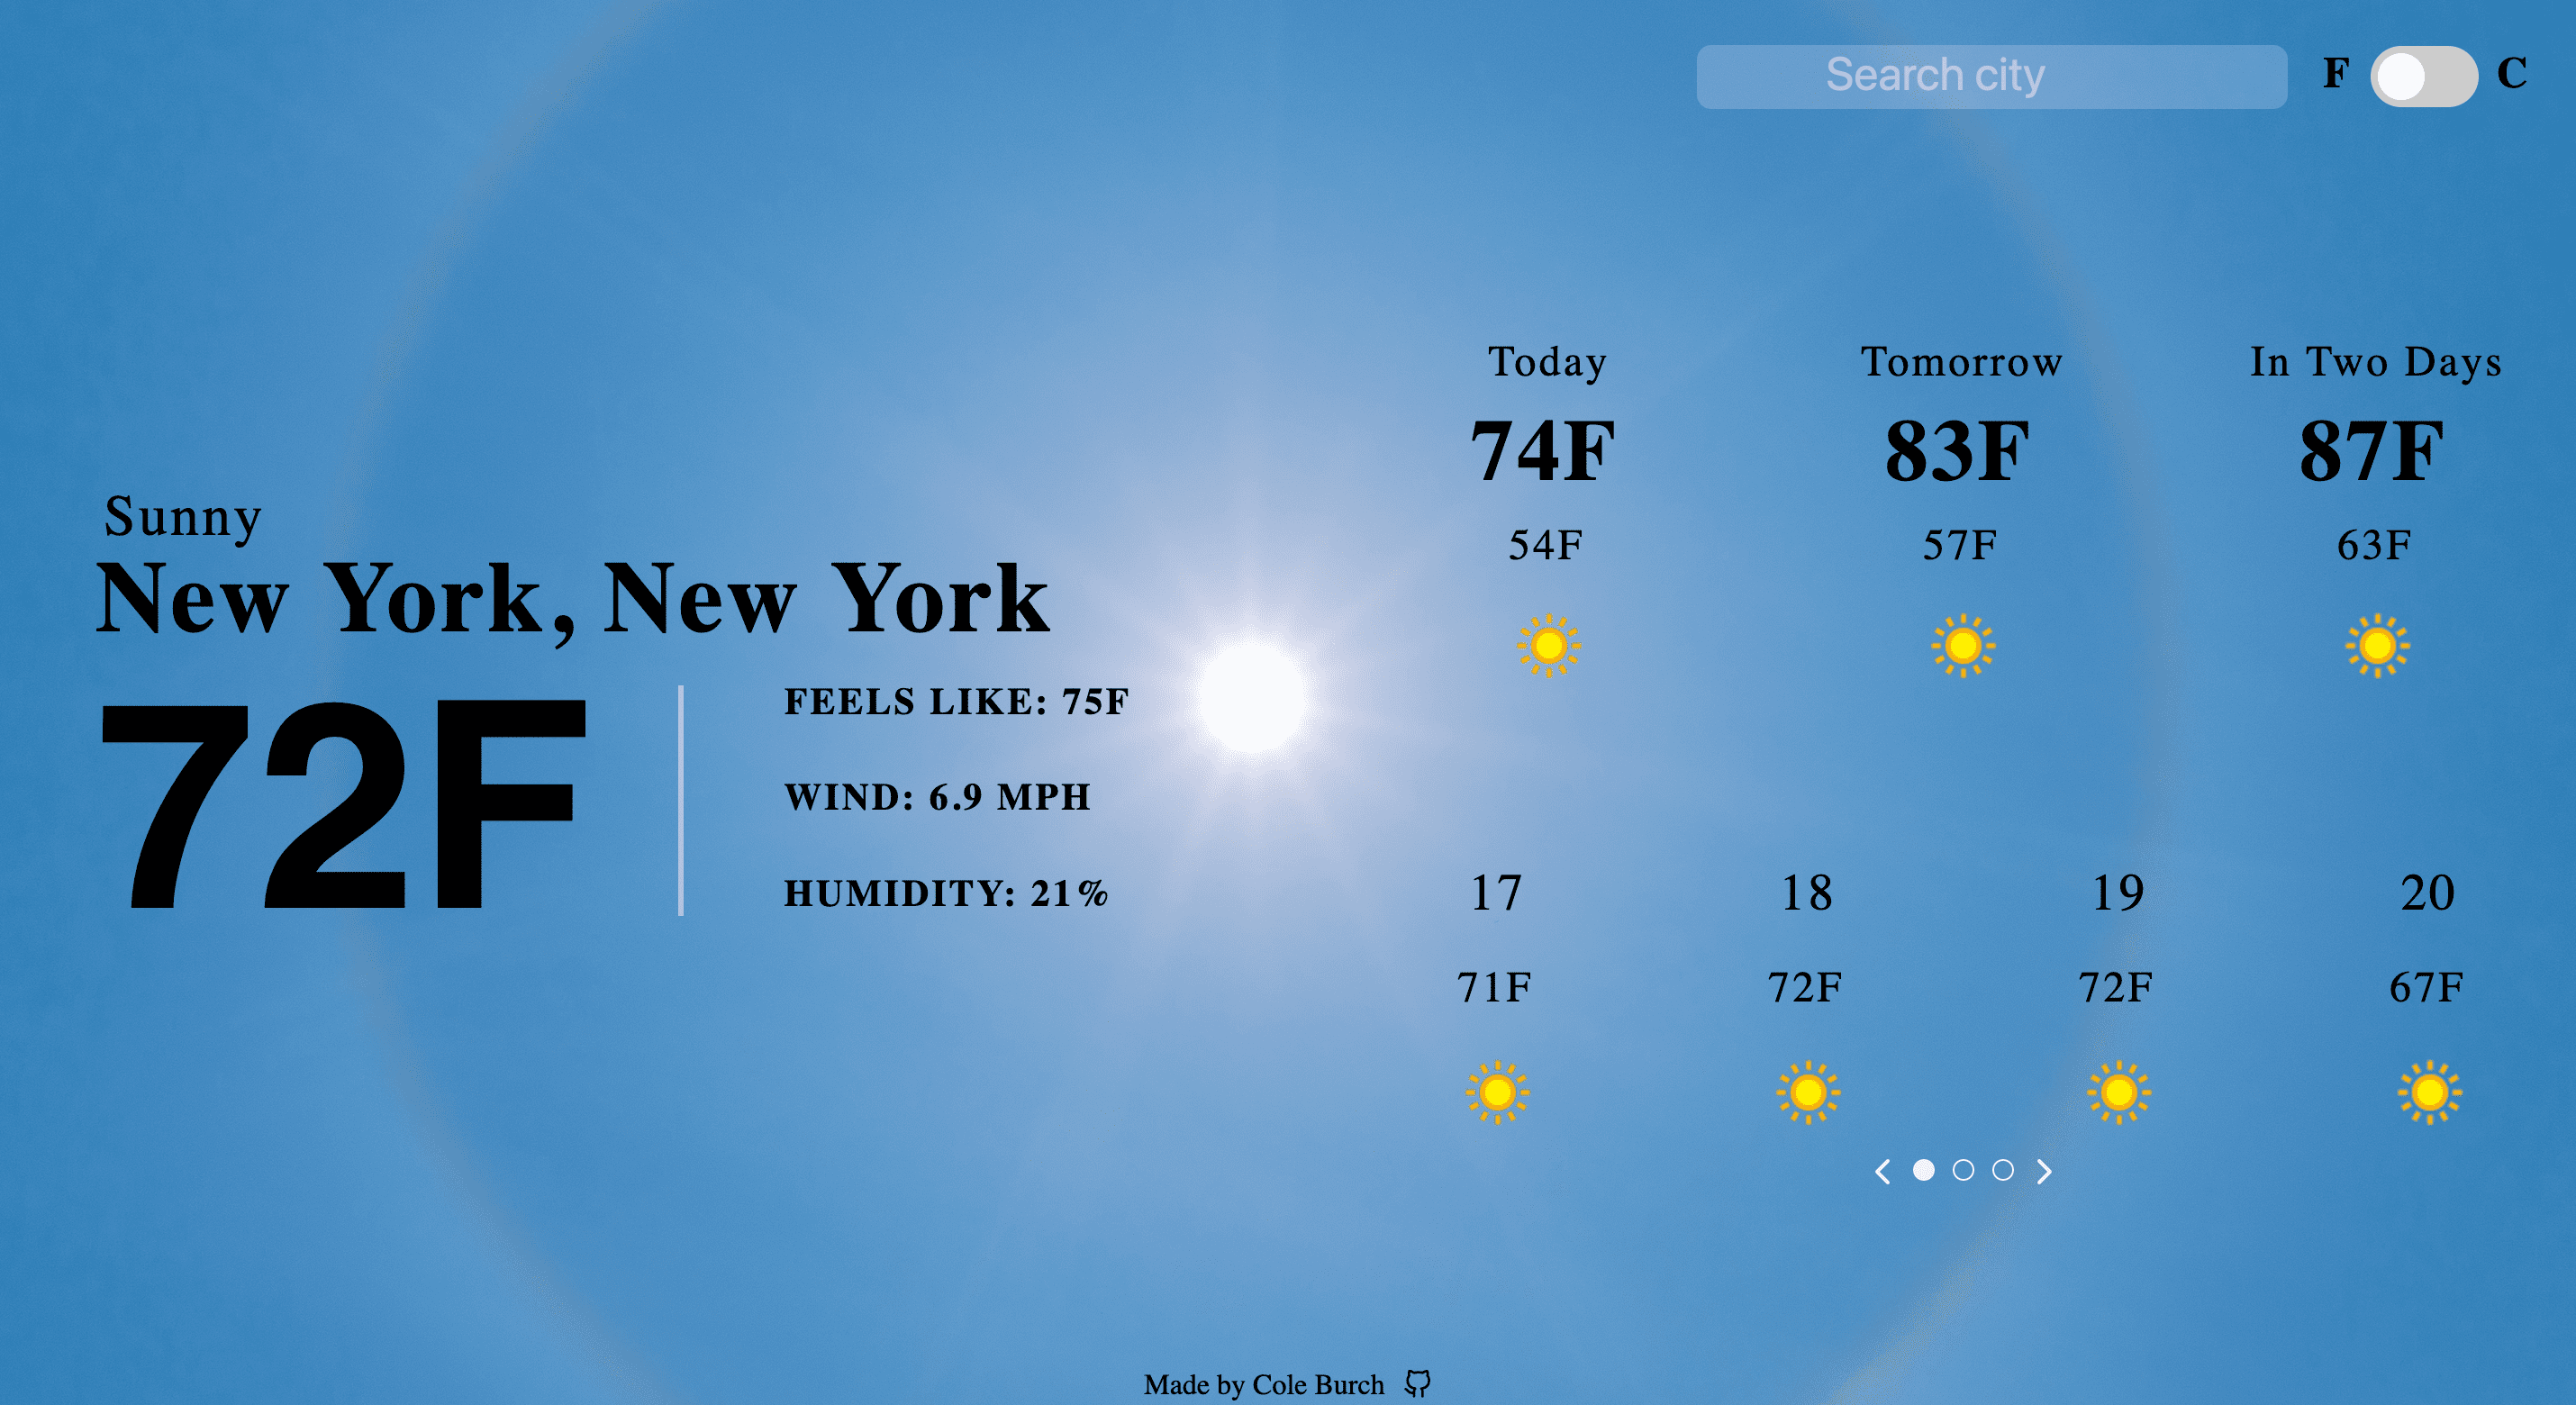 Search city
F C
Sunny
New York, New York
72F
FEELS LIKE: 75F
WIND: 6.9 MPH
HUMIDITY: 21%
Today Tomorrow In Two Days
74F 83F 87F
54F 57F 63F
17 18 19 20
71F 72F 72F 67F
Made by Cole Burch